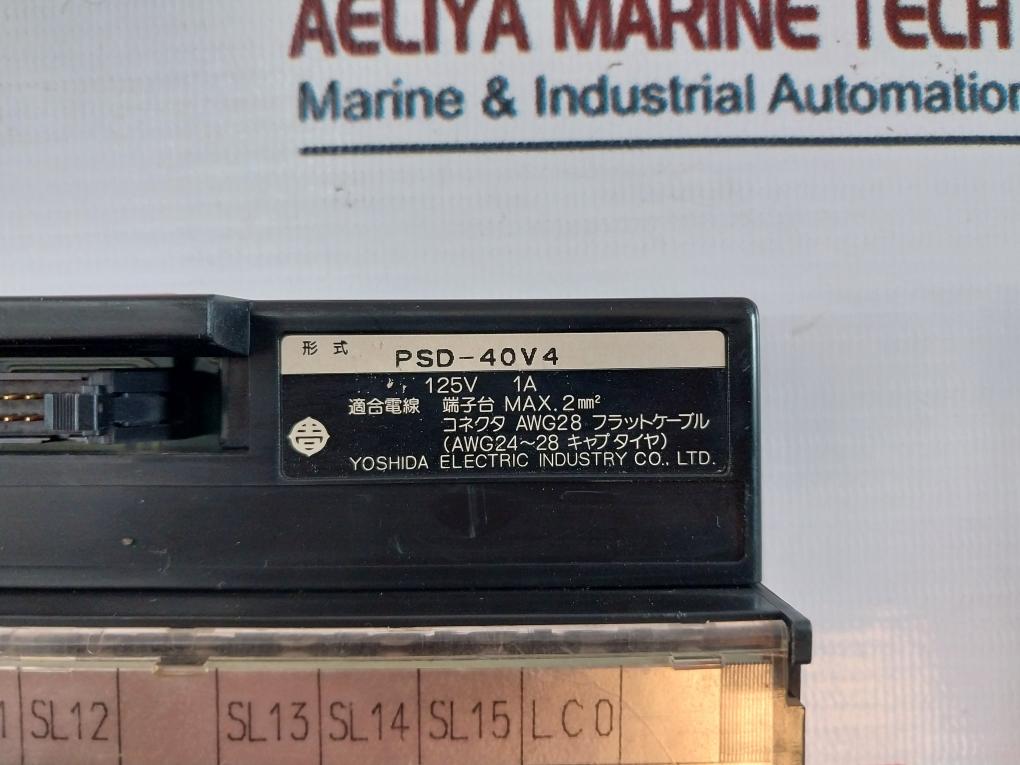 AELIYA MARINE TECH
Marine & Industrial Automation
形式 PSD-40V4
125V 1A
適合電線 端子台 MAX.2mm²
コネクタ AWG28 フラットケーブル
(AWG24～28 キャプタイヤ)
YOSHIDA ELECTRIC INDUSTRY CO., LTD.
1 SL12 SL13 SL14 SL15 LC0